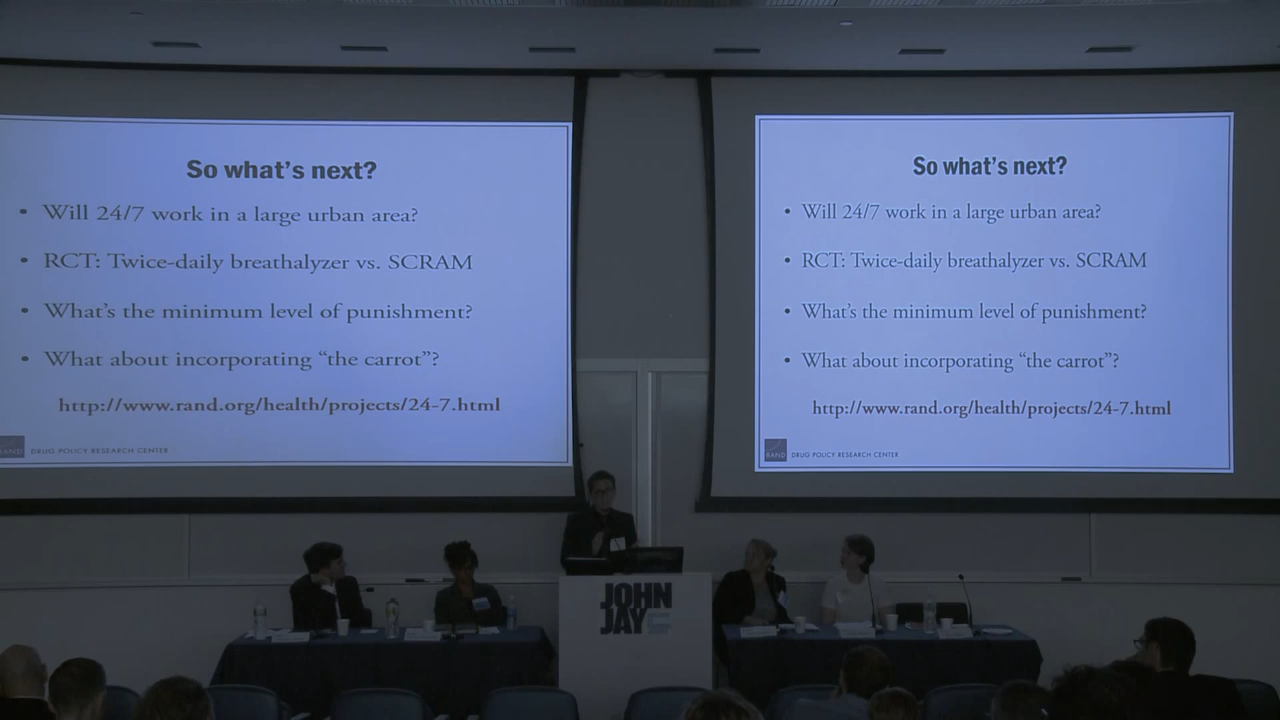 So what's next?
• Will 24/7 work in a large urban area?
• RCT: Twice-daily breathalyzer vs. SCRAM
• What's the minimum level of punishment?
• What about incorporating “the carrot”?
http://www.rand.org/health/projects/24-7.html
RAND DRUG POLICY RESEARCH CENTER
So what's next?
• Will 24/7 work in a large urban area?
• RCT: Twice-daily breathalyzer vs. SCRAM
• What's the minimum level of punishment?
• What about incorporating “the carrot”?
http://www.rand.org/health/projects/24-7.html
RAND DRUG POLICY RESEARCH CENTER
JOHN
JAY